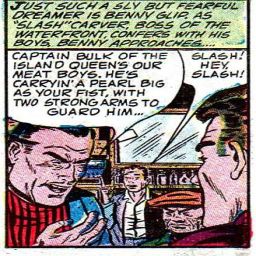 JUST SUCH A SLY BUT FEARFUL
DREAMER IS BENNY GLIP. AS
"SLASH" CARVER, BOSS OF THE
WATERFRONT, CONFERS WITH HIS
BOYS, BENNY APPROACHES....
CAPTAIN BULK OF THE
ISLAND QUEEN'S OUR
MEAT BOYS. HE'S
CARRYIN' A PEARL BIG
AS YOUR FIST, WITH
TWO STRONG ARMS TO
GUARD HIM...
SLASH!
HEY,
SLASH!